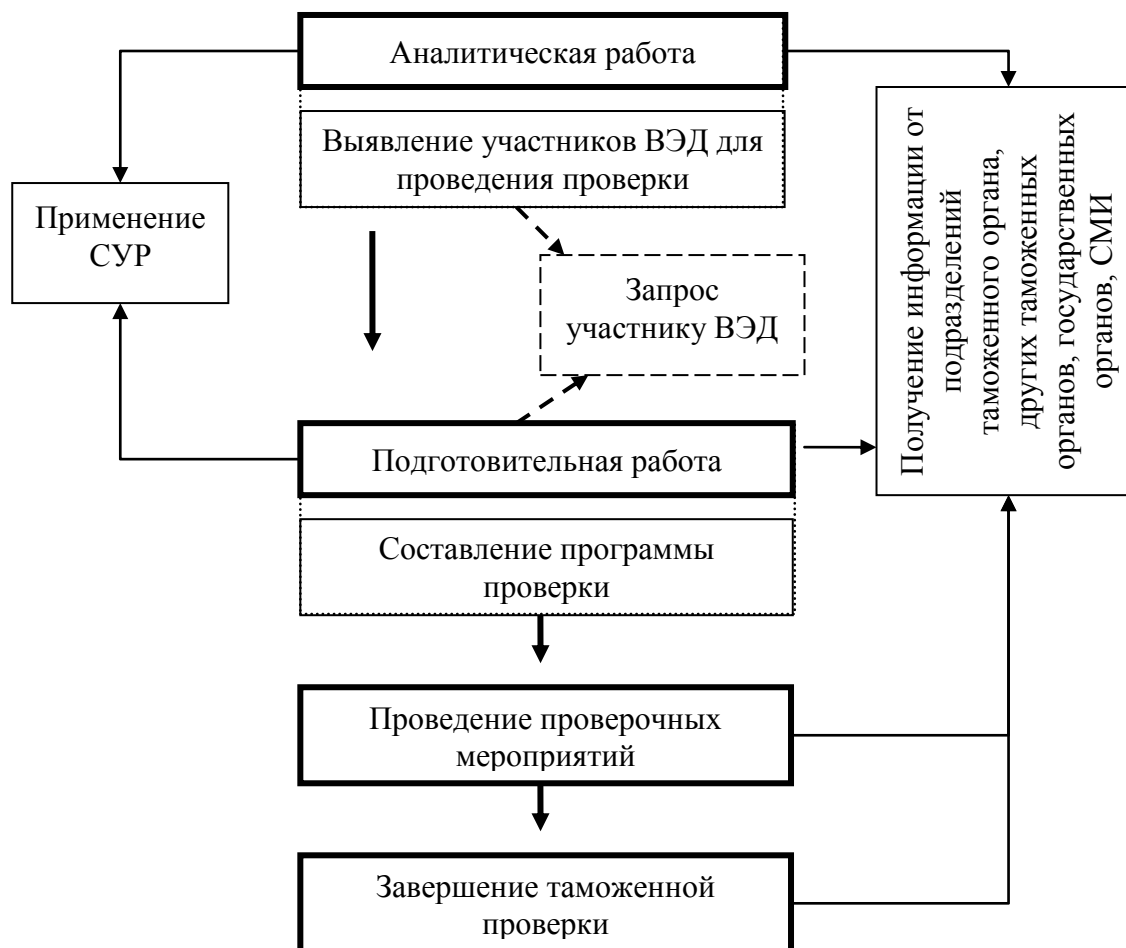 Аналитическая работа
Выявление участников ВЭД для
проведения проверки
Применение
СУР
Запрос
участнику ВЭД
Получение информации от
подразделений
таможенного органа,
других таможенных
органов, государственных
органов, СМИ
Подготовительная работа
Составление программы
проверки
Проведение проверочных
мероприятий
Завершение таможенной
проверки